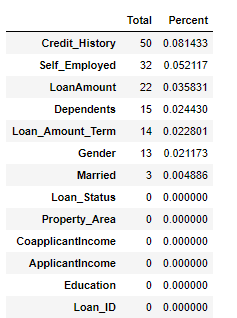 Total Percent
Credit_History 50 0.081433
Self_Employed 32 0.052117
LoanAmount 22 0.035831
Dependents 15 0.024430
Loan_Amount_Term 14 0.022801
Gender 13 0.021173
Married 3 0.004886
Loan_Status 0 0.000000
Property_Area 0 0.000000
CoapplicantIncome 0 0.000000
ApplicantIncome 0 0.000000
Education 0 0.000000
Loan_ID 0 0.000000